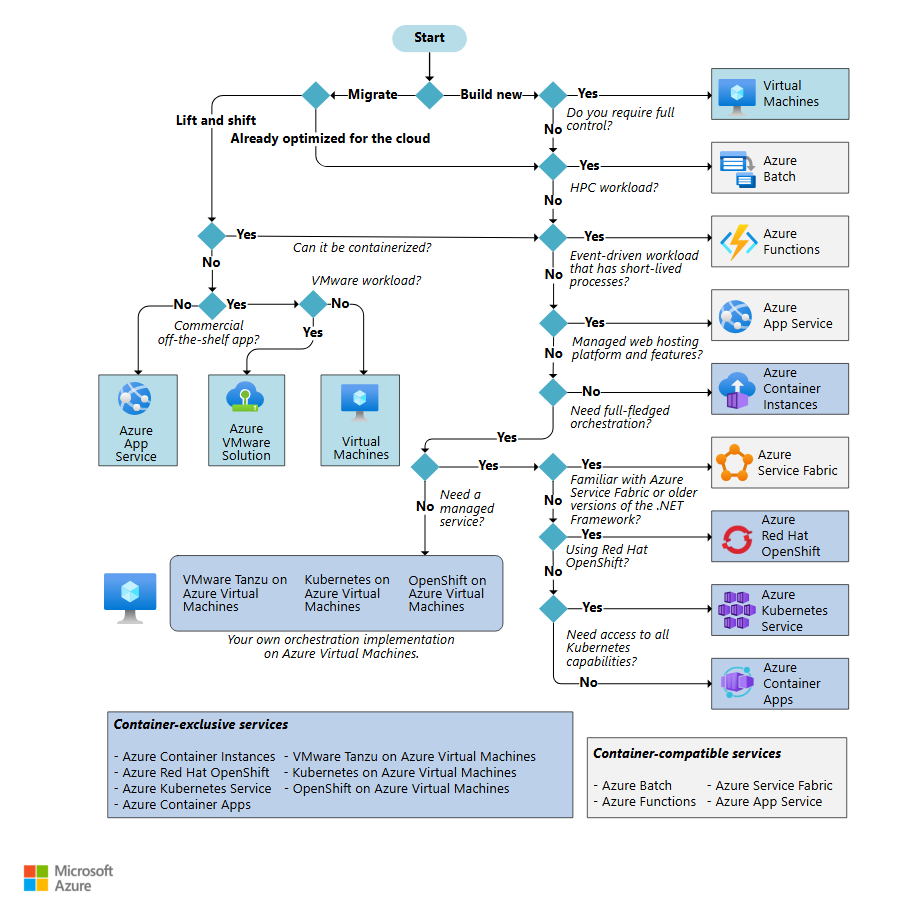 Start
Migrate
Build new
Yes
Virtual
Machines
Do you require full
control?
Lift and shift
No
Already optimized for the cloud
Yes
Azure
Batch
HPC workload?
No
Yes
Can it be containerized?
Yes
Azure
Functions
Event-driven workload
that has short-lived
processes?
No
No
VMware workload?
No
Yes
No
Commercial
off-the-shelf app?
Yes
Yes
Azure
App Service
Managed web hosting
platform and features?
No
Azure
App
Service
Azure
VMware
Solution
Virtual
Machines
No
Azure
Container
Instances
Need full-fledged
orchestration?
Yes
Yes
Need a
managed
service?
No
Yes
Azure
Service Fabric
Familiar with Azure
Service Fabric or older
versions of the .NET
Framework?
No
Yes
Azure
Red Hat
OpenShift
Using Red Hat
OpenShift?
No
VMware Tanzu on
Azure Virtual
Machines
Kubernetes on
Azure Virtual
Machines
OpenShift on
Azure Virtual
Machines
Your own orchestration implementation
on Azure Virtual Machines.
Yes
Azure
Kubernetes
Service
Need access to all
Kubernetes
capabilities?
No
Azure
Container
Apps
Container-exclusive services
- Azure Container Instances
- Azure Red Hat OpenShift
- Azure Kubernetes Service
- Azure Container Apps
- VMware Tanzu on Azure Virtual Machines
- Kubernetes on Azure Virtual Machines
- OpenShift on Azure Virtual Machines
Container-compatible services
- Azure Batch
- Azure Functions
- Azure Service Fabric
- Azure App Service
Microsoft
Azure